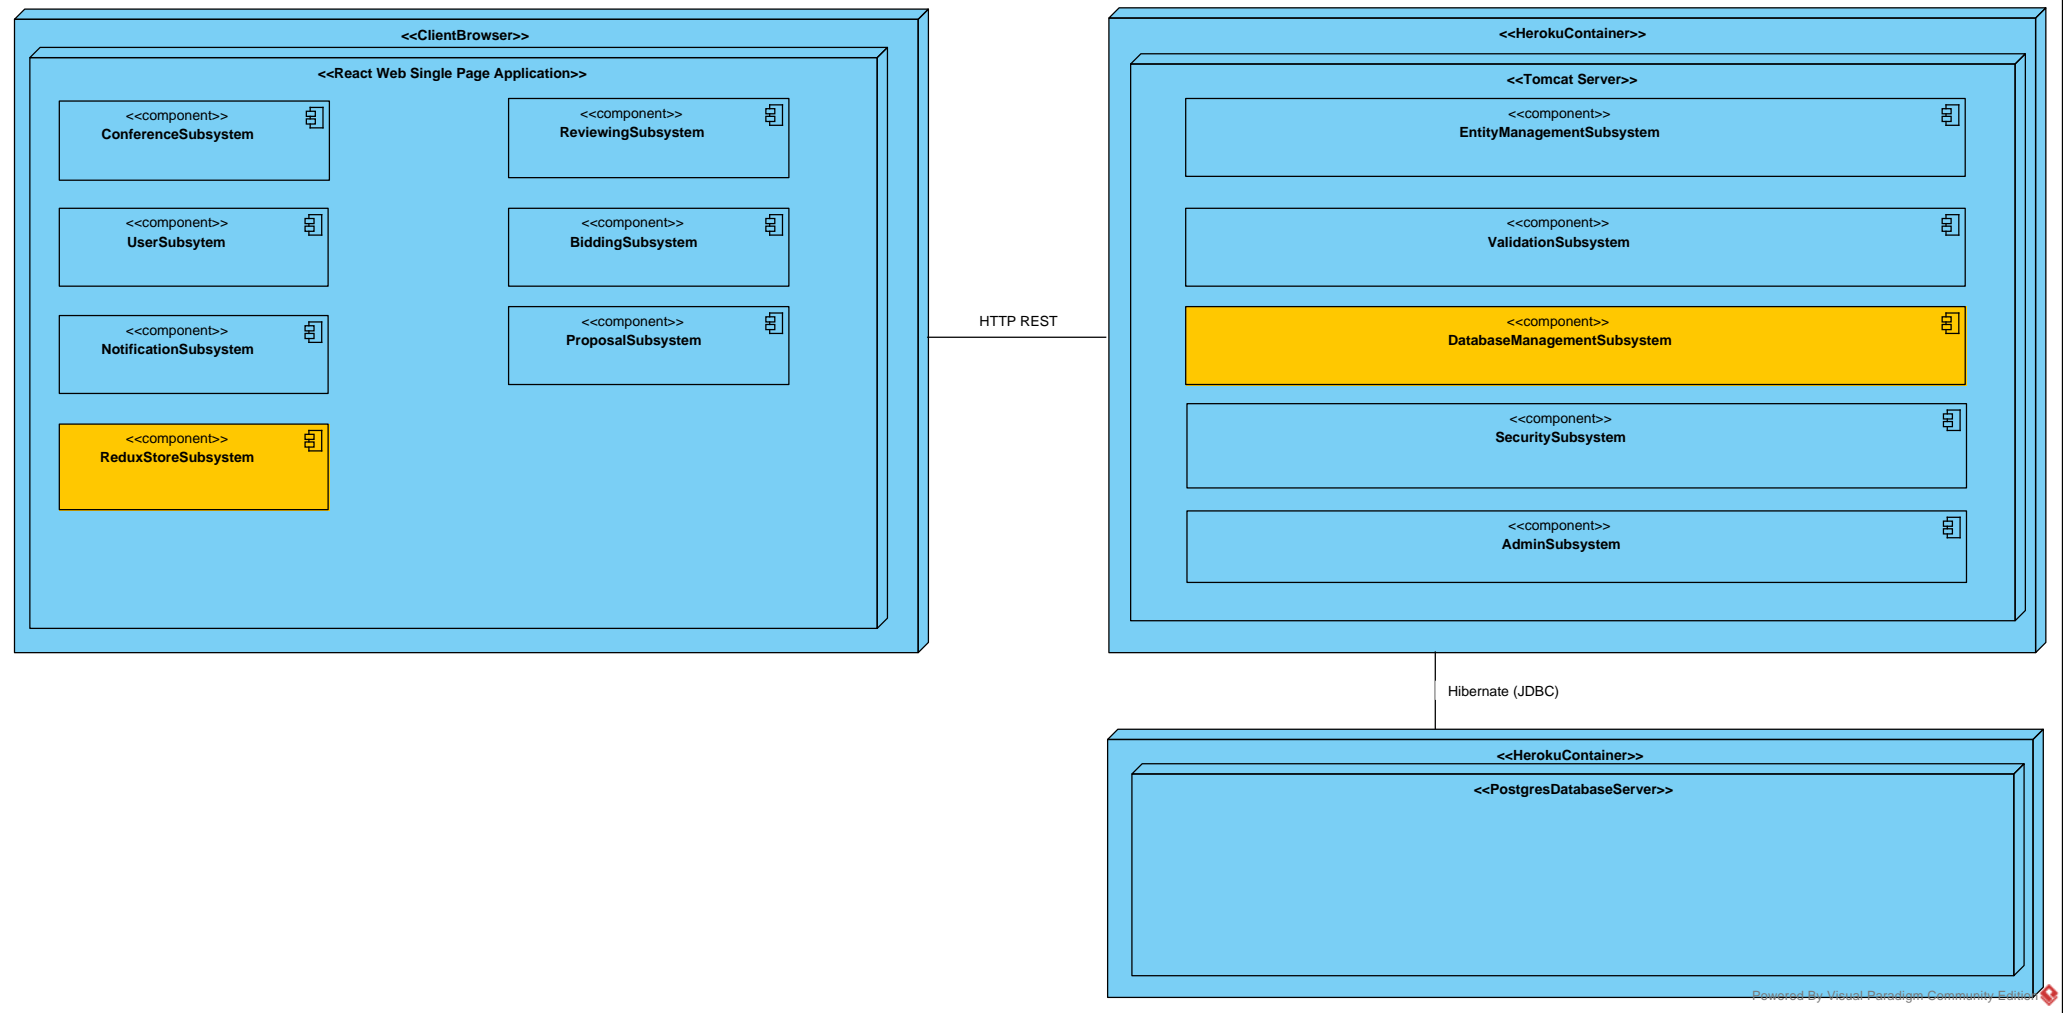 <<ClientBrowser>>
<<React Web Single Page Application>>
<<component>>
ConferenceSubsystem
<<component>>
ReviewingSubsystem
<<component>>
UserSubsytem
<<component>>
BiddingSubsystem
<<component>>
NotificationSubsystem
<<component>>
ProposalSubsystem
<<component>>
ReduxStoreSubsystem
HTTP REST
<<HerokuContainer>>
<<Tomcat Server>>
<<component>>
EntityManagementSubsystem
<<component>>
ValidationSubsystem
<<component>>
DatabaseManagementSubsystem
<<component>>
SecuritySubsystem
<<component>>
AdminSubsystem
Hibernate (JDBC)
<<HerokuContainer>>
<<PostgresDatabaseServer>>
Powered By Visual Paradigm Community Edition